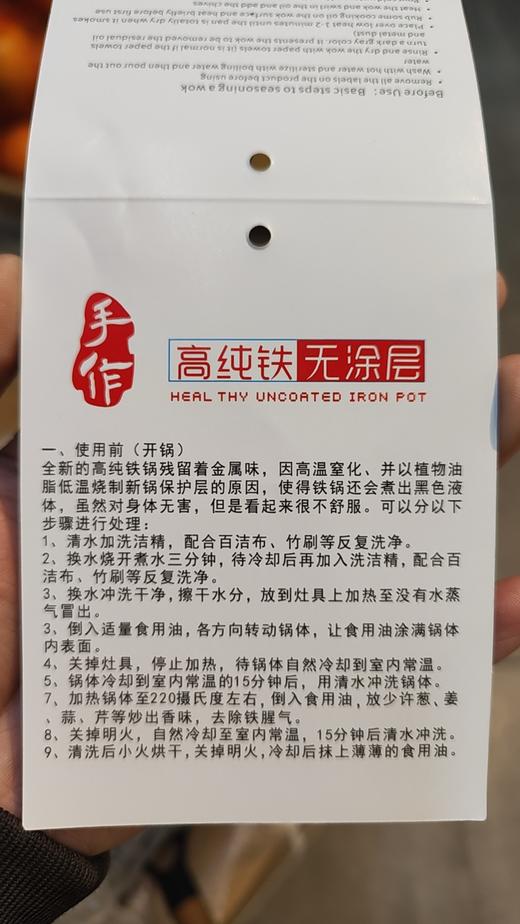 Before Use: Basic steps to seasoning a wok
• Remove all the labels on the product before using
• Wash with hot water and sterilize with boiling water and then pour out the
water
• Rinse and dry the wok with paper towels (it is normal if the paper towels
turn a dark gray color. It presents the wok to be removed the residual oil
and metal dust)
• Place over low heat 1-2 minutes until the pan is totally dry when it smokes
• Rub some cooking oil on the wok surface and heat briefly before first use
• Heat the wok and swirl in the oil and add the chives
手作
高纯铁无涂层
HEAL THY UNCOATED IRON POT
一、使用前（开锅）
全新的高纯铁锅残留着金属味，因高温窒化、并以植物油
脂低温烧制新锅保护层的原因，使得铁锅还会煮出黑色液
体，虽然对身体无害，但是看起来很不舒服。可以分以下
步骤进行处理：
1、清水加洗洁精，配合百洁布、竹刷等反复洗净。
2、换水烧开煮水三分钟，待冷却后再加入洗洁精，配合百
洁布、竹刷等反复洗净。
3、换水冲洗干净,擦干水分，放到灶具上加热至没有水蒸
气冒出。
3、倒入适量食用油，各方向转动锅体，让食用油涂满锅体
内表面。
4、关掉灶具，停止加热，待锅体自然冷却到室内常温。
5、锅体冷却到室内常温的15分钟后，用清水冲洗锅体。
7、加热锅体至220摄氏度左右,倒入食用油，放少许葱、姜
、蒜、芹等炒出香味，去除铁腥气。
8、关掉明火，自然冷却至室内常温，15分钟后清水冲洗。
9、清洗后小火烘干,关掉明火,冷却后抹上薄薄的食用油。